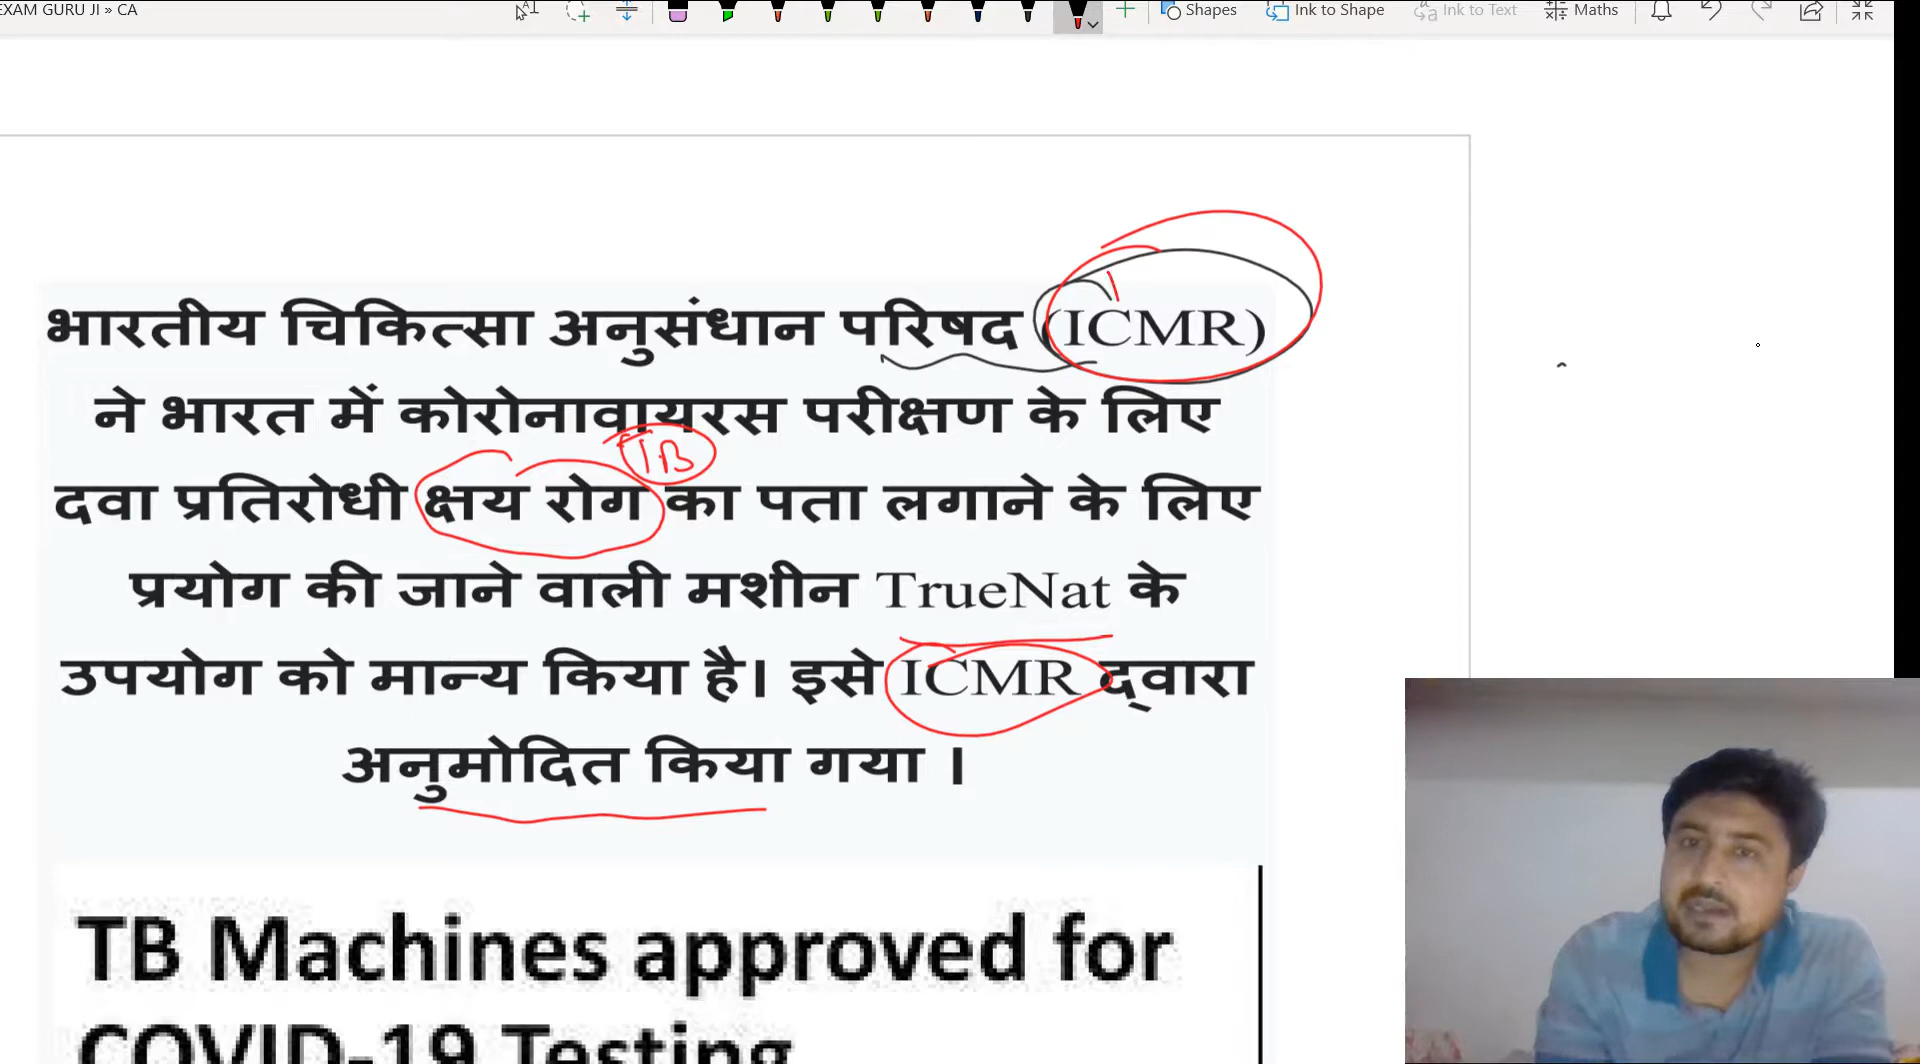 EXAM GURU JI » CA
Shapes Ink to Shape Ink to Text Maths
भारतीय चिकित्सा अनुसंधान परिषद (ICMR)
ने भारत में कोरोनावायरस परीक्षण के लिए
TB
दवा प्रतिरोधी क्षय रोग का पता लगाने के लिए
प्रयोग की जाने वाली मशीन TrueNat के
उपयोग को मान्य किया है। इसे ICMR द्वारा
अनुमोदित किया गया ।
TB Machines approved for
COVID-19 Testing